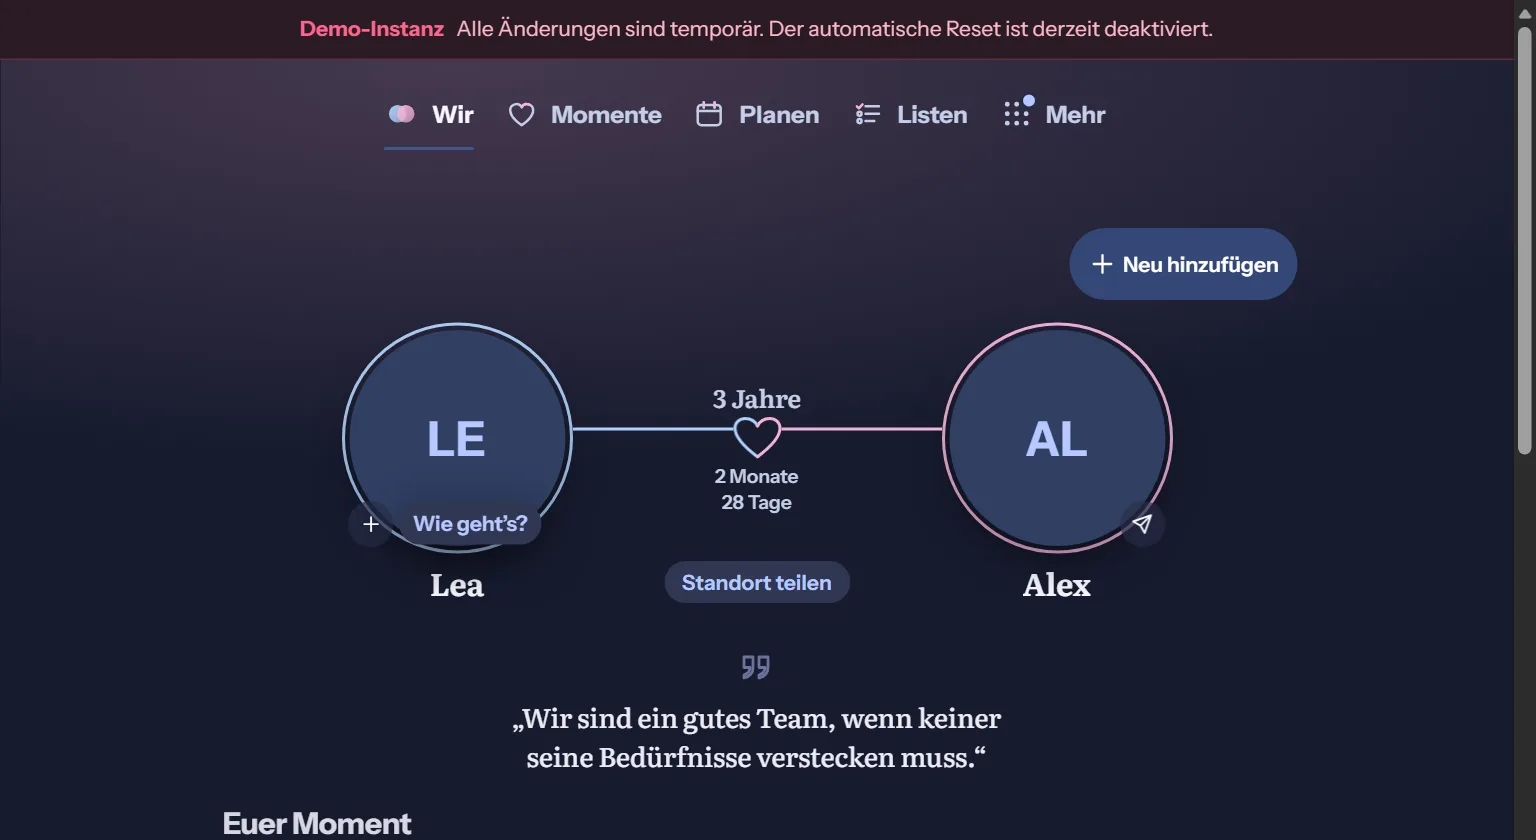 Demo-Instanz Alle Änderungen sind temporär. Der automatische Reset ist derzeit deaktiviert.
Wir Momente Planen Listen Mehr
Neu hinzufügen
3 Jahre
LE
AL
2 Monate
28 Tage
Wie geht’s?
Lea
Standort teilen
Alex
„Wir sind ein gutes Team, wenn keiner
seine Bedürfnisse verstecken muss.“
Euer Moment